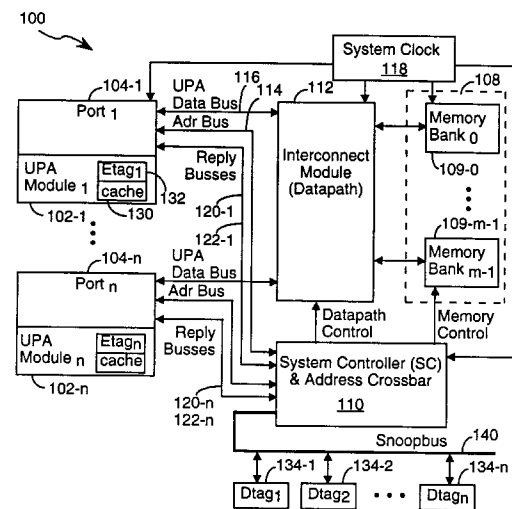 100
System Clock
118
104-1
UPA
116
112
Data Bus
114
108
Port 1
Adr Bus
Memory
Bank 0
Interconnect
Module
(Datapath)
Reply
Busses
109-0
UPA
Module 1
Etag1
cache
132
130
102-1
120-1
122-1
109-m-1
104-n
UPA
Data Bus
Memory
Bank m-1
Port n
Adr Bus
Datapath
Control
Memory
Control
Reply
Busses
UPA
Module n
Etagn
cache
System Controller (SC)
& Address Crossbar
110
102-n
120-n
122-n
Snoopbus
140
134-1
134-2
134-n
Dtag1
Dtag2
Dtagn